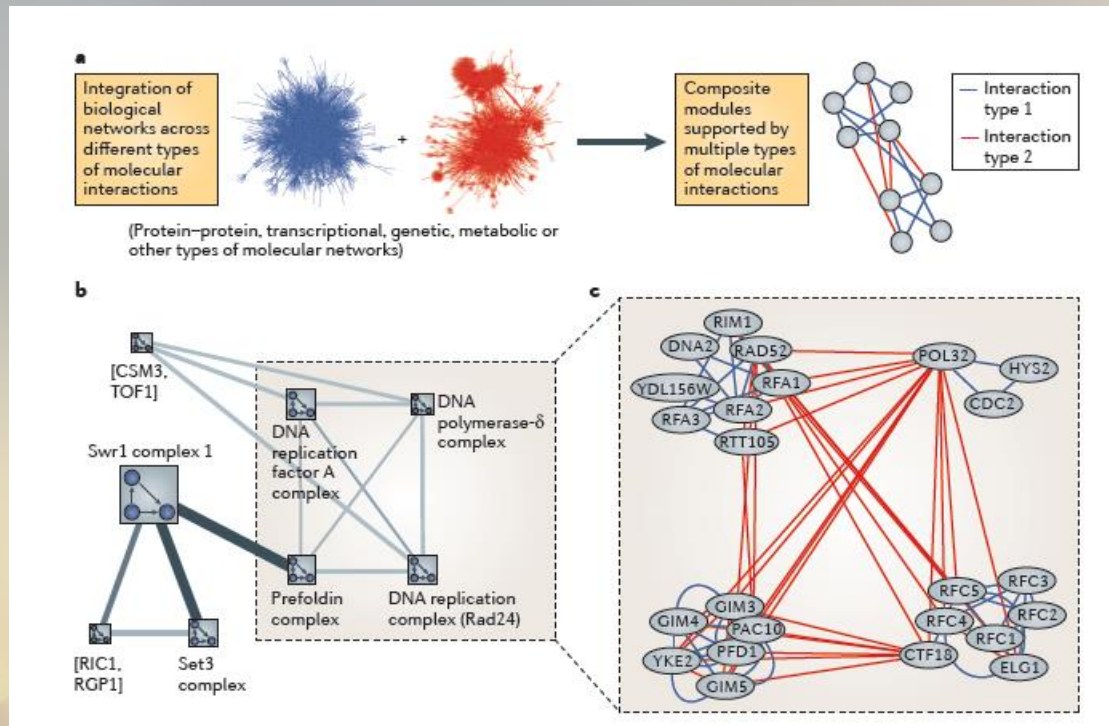 a
Integration of
biological
networks across
different types
of molecular
interactions
+
Composite
modules
supported by
multiple types
of molecular
interactions
Interaction
type 1
Interaction
type 2
(Protein–protein, transcriptional, genetic, metabolic or
other types of molecular networks)
b
[CSM3,
TOF1]
DNA
replication
factor A
complex
DNA
polymerase-δ
complex
Swr1 complex 1
Prefoldin
complex
DNA replication
complex (Rad24)
[RIC1,
RGP1]
Set3
complex
c
RIM1
DNA2
RAD52
YDL156W
RFA1
RFA2
RFA3
RTT105
POL32
HYS2
CDC2
GIM3
GIM4
PAC10
YKE2
PFD1
GIM5
RFC5
RFC3
RFC4
RFC2
RFC1
CTF18
ELG1